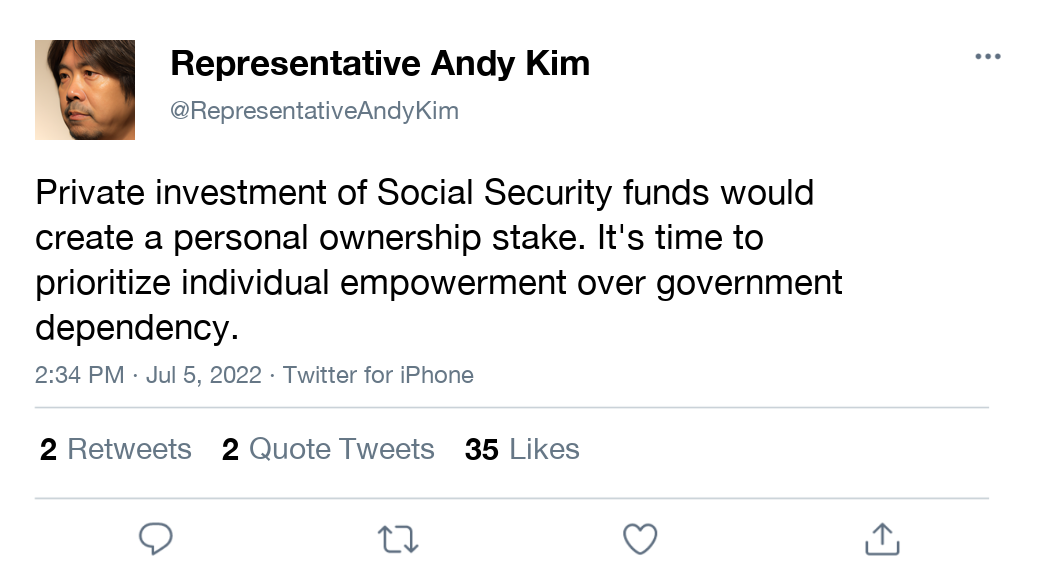 Representative Andy Kim
@RepresentativeAndyKim
Private investment of Social Security funds would
create a personal ownership stake. It's time to
prioritize individual empowerment over government
dependency.
2:34 PM · Jul 5, 2022 · Twitter for iPhone
2 Retweets 2 Quote Tweets 35 Likes